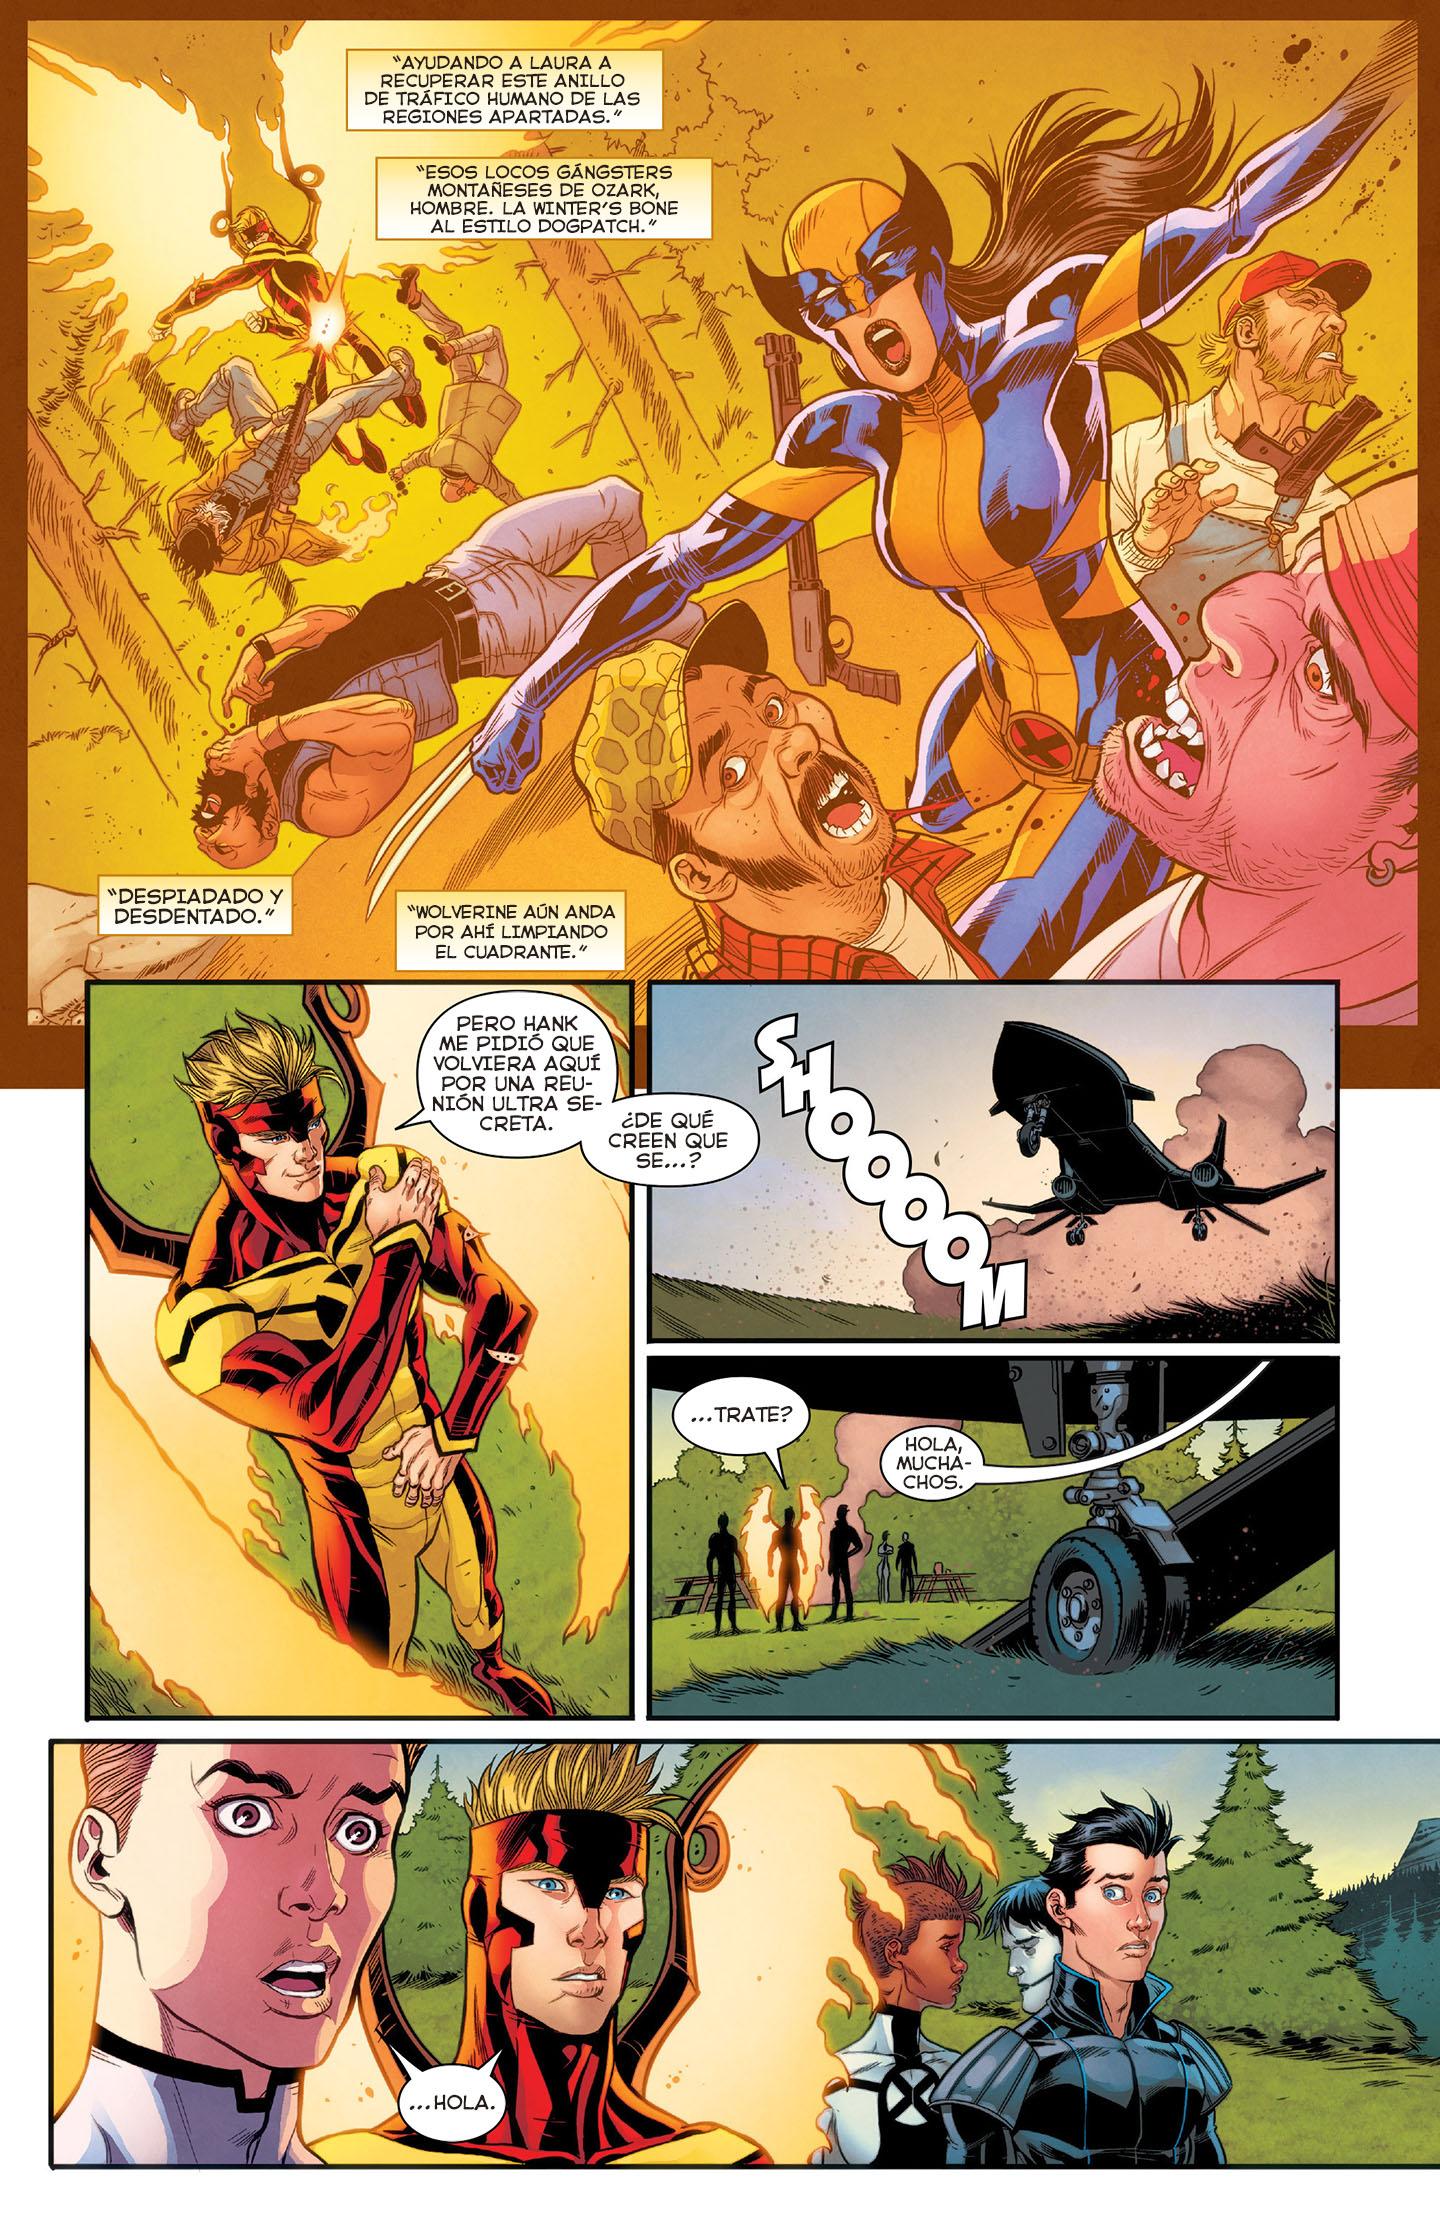 "AYUDANDO A LAURA A
RECUPERAR ESTE ANILLO
DE TRÁFICO HUMANO DE LAS
REGIONES APARTADAS."
"ESOS LOCOS GÁNGSTERS
MONTAÑESES DE OZARK,
HOMBRE. LA WINTER'S BONE
AL ESTILO DOGPATCH."
"DESPIADADO Y
DESDENTADO."
"WOLVERINE AÚN ANDA
POR AHÍ LIMPIANDO
EL CUADRANTE."
PERO HANK
ME PIDIÓ QUE
VOLVIERA AQUÍ
POR UNA REU-
NIÓN ULTRA SE-
CRETA.
¿DE QUÉ
CREEN QUE
SE...?
SHOOOOM
...TRATE?
HOLA,
MUCHA-
CHOS.
...HOLA.